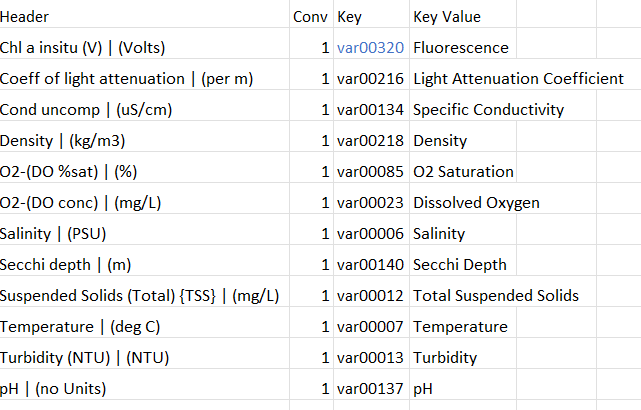 Header Conv Key Key Value
Chl a insitu (V) | (Volts) 1 var00320 Fluorescence
Coeff of light attenuation | (per m) 1 var00216 Light Attenuation Coefficient
Cond uncomp | (uS/cm) 1 var00134 Specific Conductivity
Density | (kg/m3) 1 var00218 Density
O2-(DO %sat) | (%) 1 var00085 O2 Saturation
O2-(DO conc) | (mg/L) 1 var00023 Dissolved Oxygen
Salinity | (PSU) 1 var00006 Salinity
Secchi depth | (m) 1 var00140 Secchi Depth
Suspended Solids (Total) {TSS} | (mg/L) 1 var00012 Total Suspended Solids
Temperature | (deg C) 1 var00007 Temperature
Turbidity (NTU) | (NTU) 1 var00013 Turbidity
pH | (no Units) 1 var00137 pH